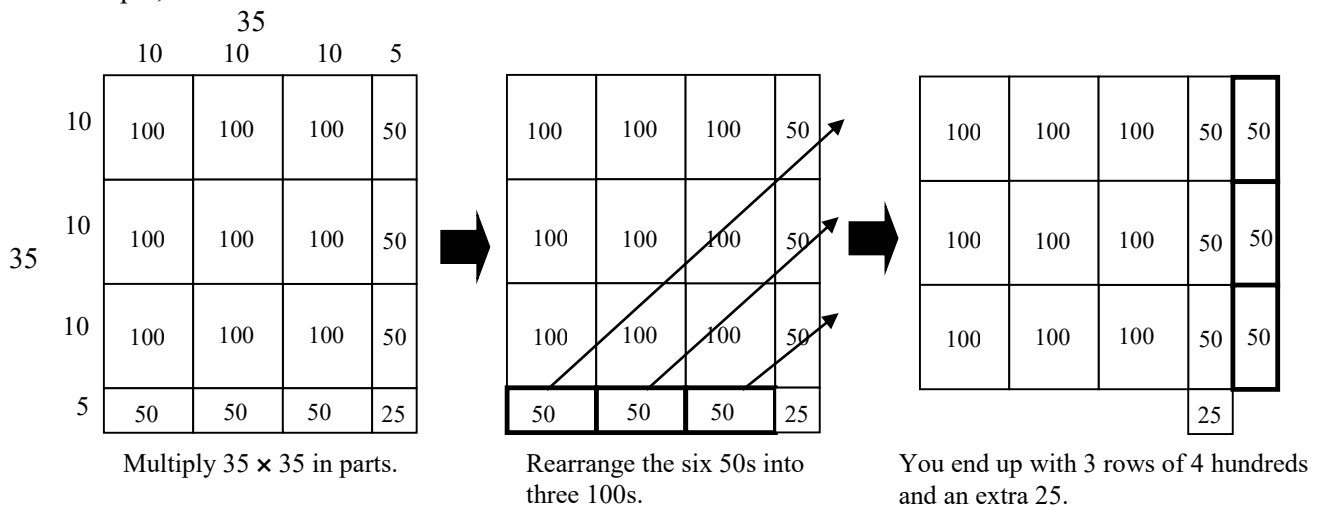 35
10 10 10 5
10 100 100 100 50
100 100 100 50
100 100 100 50 50
35
10 100 100 100 50
100 100 100 50
100 100 100 50 50
10 100 100 100 50
100 100 100 50
100 100 100 50 50
5 50 50 50 25
50 50 50 25
25
Multiply 35 × 35 in parts.
Rearrange the six 50s into
three 100s.
You end up with 3 rows of 4 hundreds
and an extra 25.